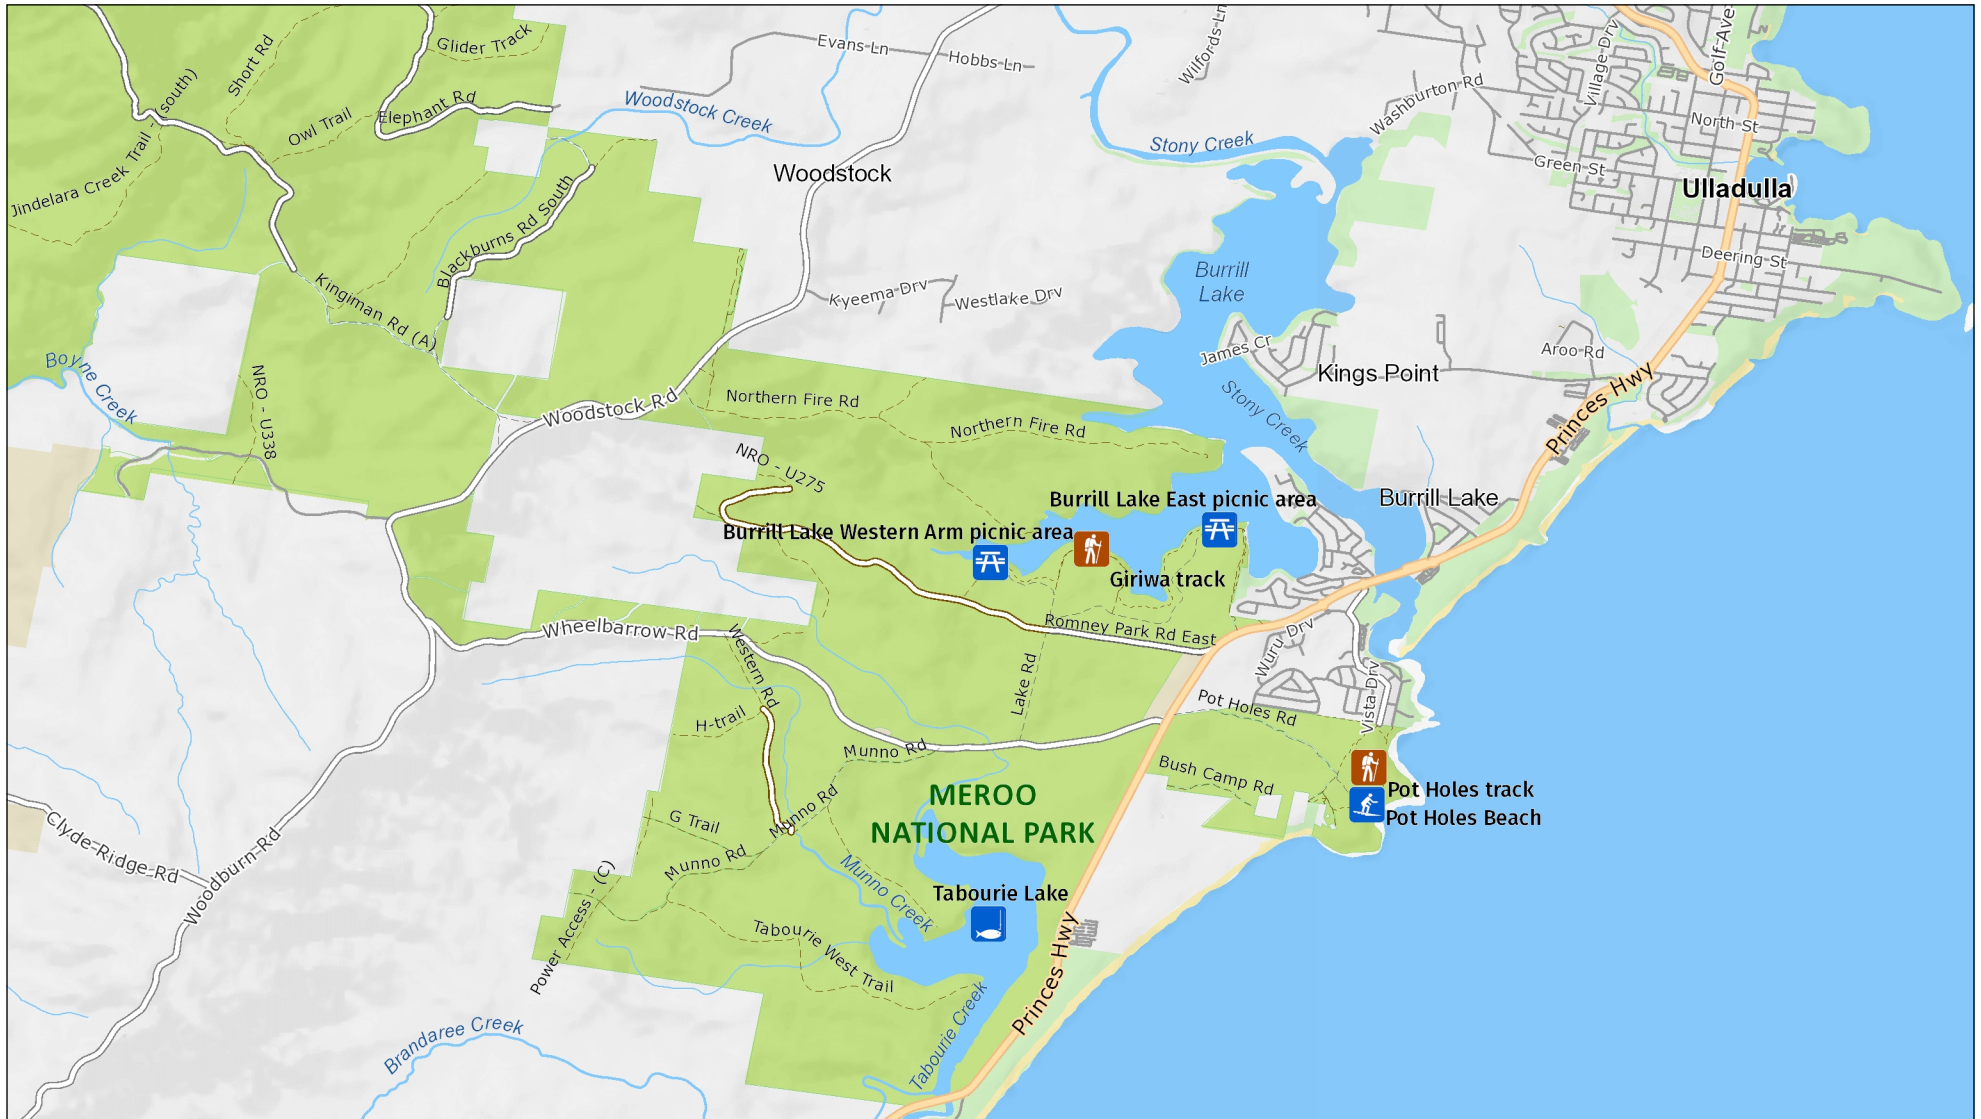 Glider Track
Short Rd
Evans Ln
Hobbs Ln
Wilfords Ln
Village Drv
Golf Ave
Jindelara Creek Trail - (south)
Owl Trail
Elephant Rd
Woodstock Creek
Washburton Rd
North St
Stony Creek
Green St
Woodstock
Ulladulla
Blackburns Rd South
Deering St
Burrill
Lake
Kingiman Rd (A)
Kyeema Drv
Westlake Drv
James Cr
Aroo Rd
Kings Point
Boyne Creek
NRO - U338
Woodstock Rd
Northern Fire Rd
Northern Fire Rd
Stony Creek
Princes Hwy
NRO - U275
Burrill Lake East picnic area
Burrill Lake
Burrill Lake Western Arm picnic area
Giriwa track
Wheelbarrow Rd
Romney Park Rd East
Western Rd
Wuru Drv
Lake Rd
Vista Drv
H-trail
Pot Holes Rd
Munno Rd
Bush Camp Rd
MEROO
NATIONAL PARK
Pot Holes track
Pot Holes Beach
G Trail
Munno Rd
Munno Rd
Clyde Ridge Rd
Woodburn Rd
Munno Creek
Tabourie Lake
Power Access - (C)
Tabourie West Trail
Princes Hwy
Tabourie Creek
Brandaree Creek